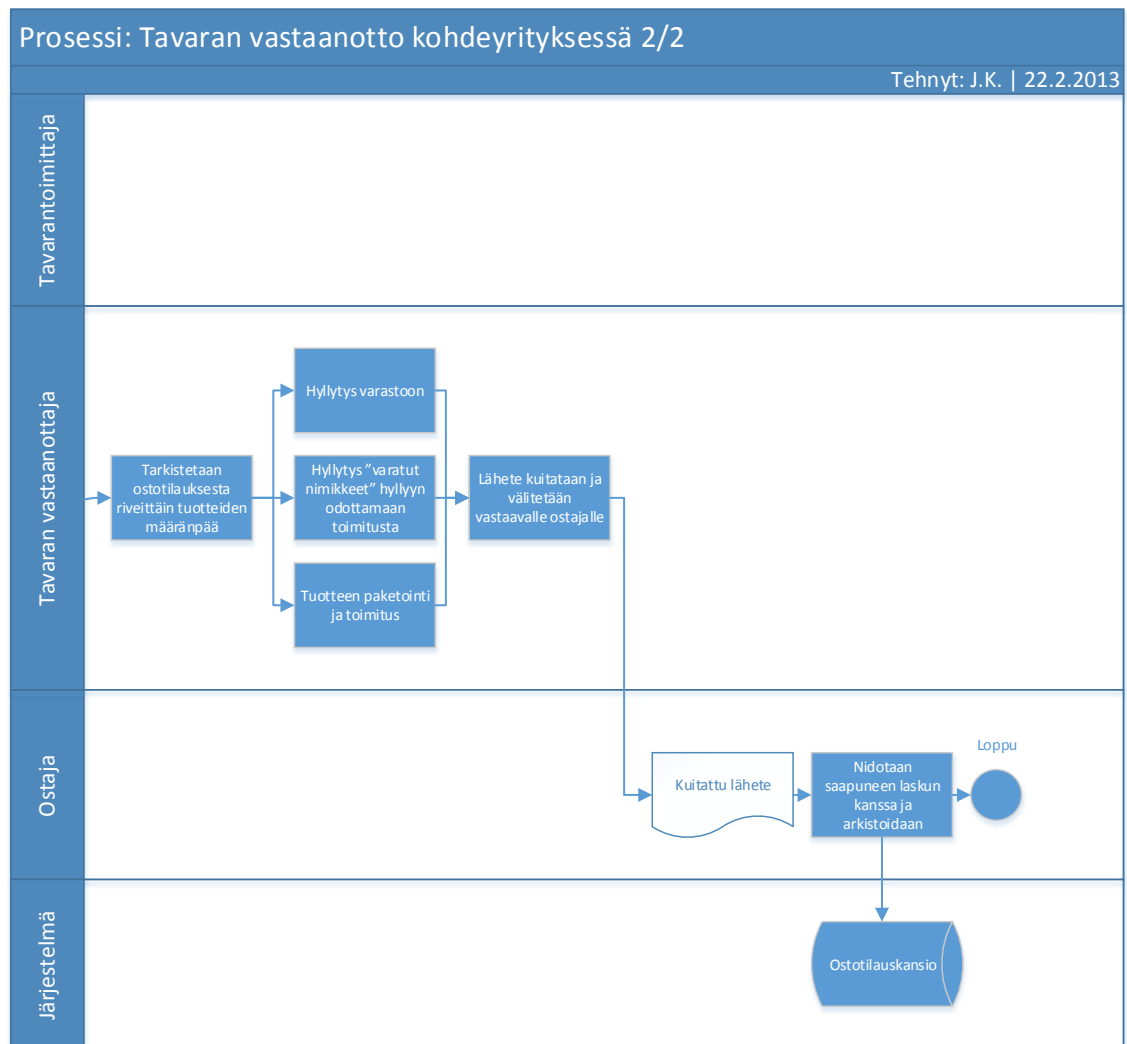 Prosessi: Tavaran vastaanotto kohdeyrityksessä 2/2
Tehnyt: J.K. | 22.2.2013
Tavarantoimittaja
Tavaran vastaanottaja
Tarkistetaan
ostotilauksesta
riveittäin tuotteiden
määränpää
Hyllytys varastoon
Hyllytys ”varatut
nimikkeet” hyllyyn
odottamaan
toimitusta
Tuotteen paketointi
ja toimitus
Lähete kuitataan ja
välitetään
vastaavalle ostajalle
Ostaja
Kuitattu lähete
Nidotaan
saapuneen laskun
kanssa ja
arkistoidaan
Loppu
Järjestelmä
Ostotilauskansio